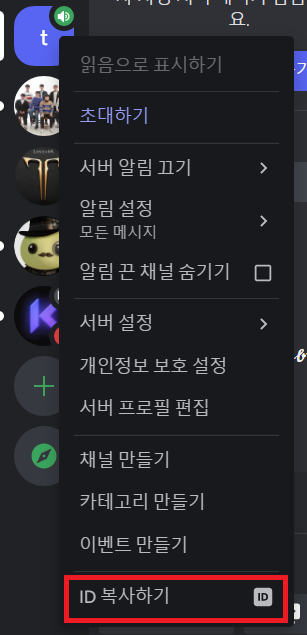 요.
t
읽음으로 표시하기
초대하기
서버 알림 끄기
알림 설정
모든 메시지
알림 끈 채널 숨기기
서버 설정
개인정보 보호 설정
서버 프로필 편집
채널 만들기
카테고리 만들기
이벤트 만들기
ID 복사하기
ID